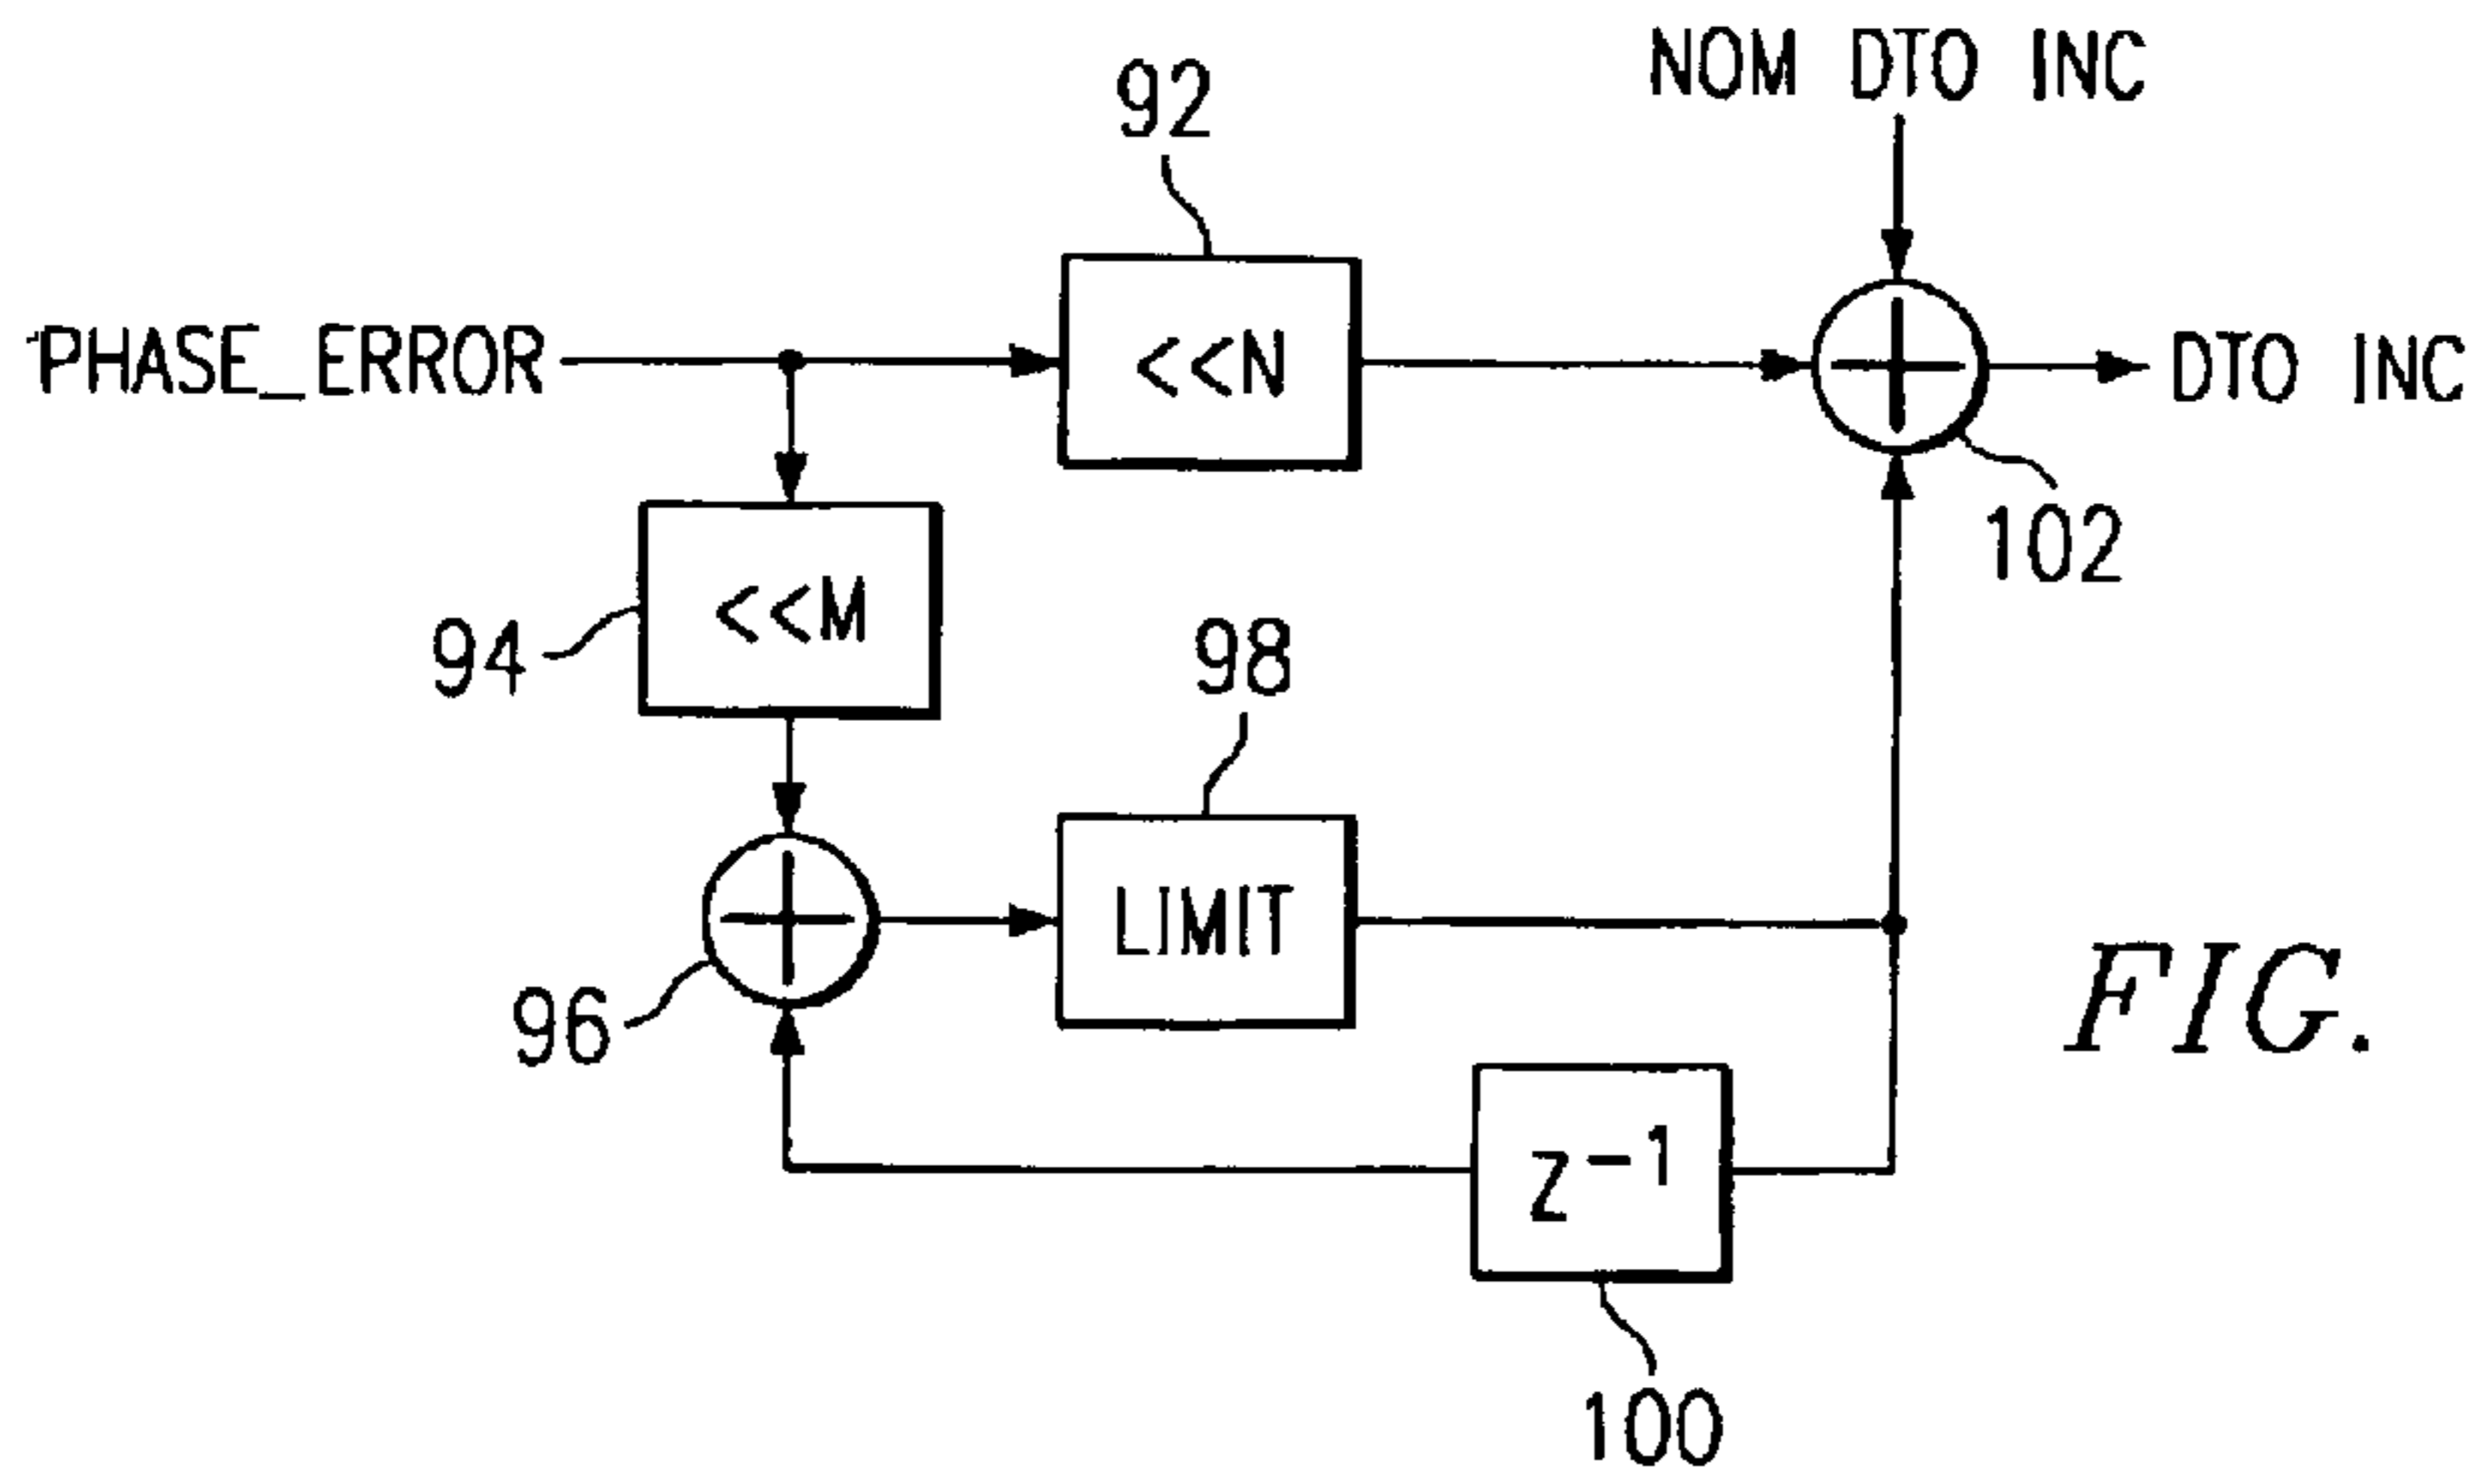 NOM DTO INC
92
PHASE_ERROR
<<N
DTO INC
102
<<M
94
98
LIMIT
96
FIG.
z⁻¹
100